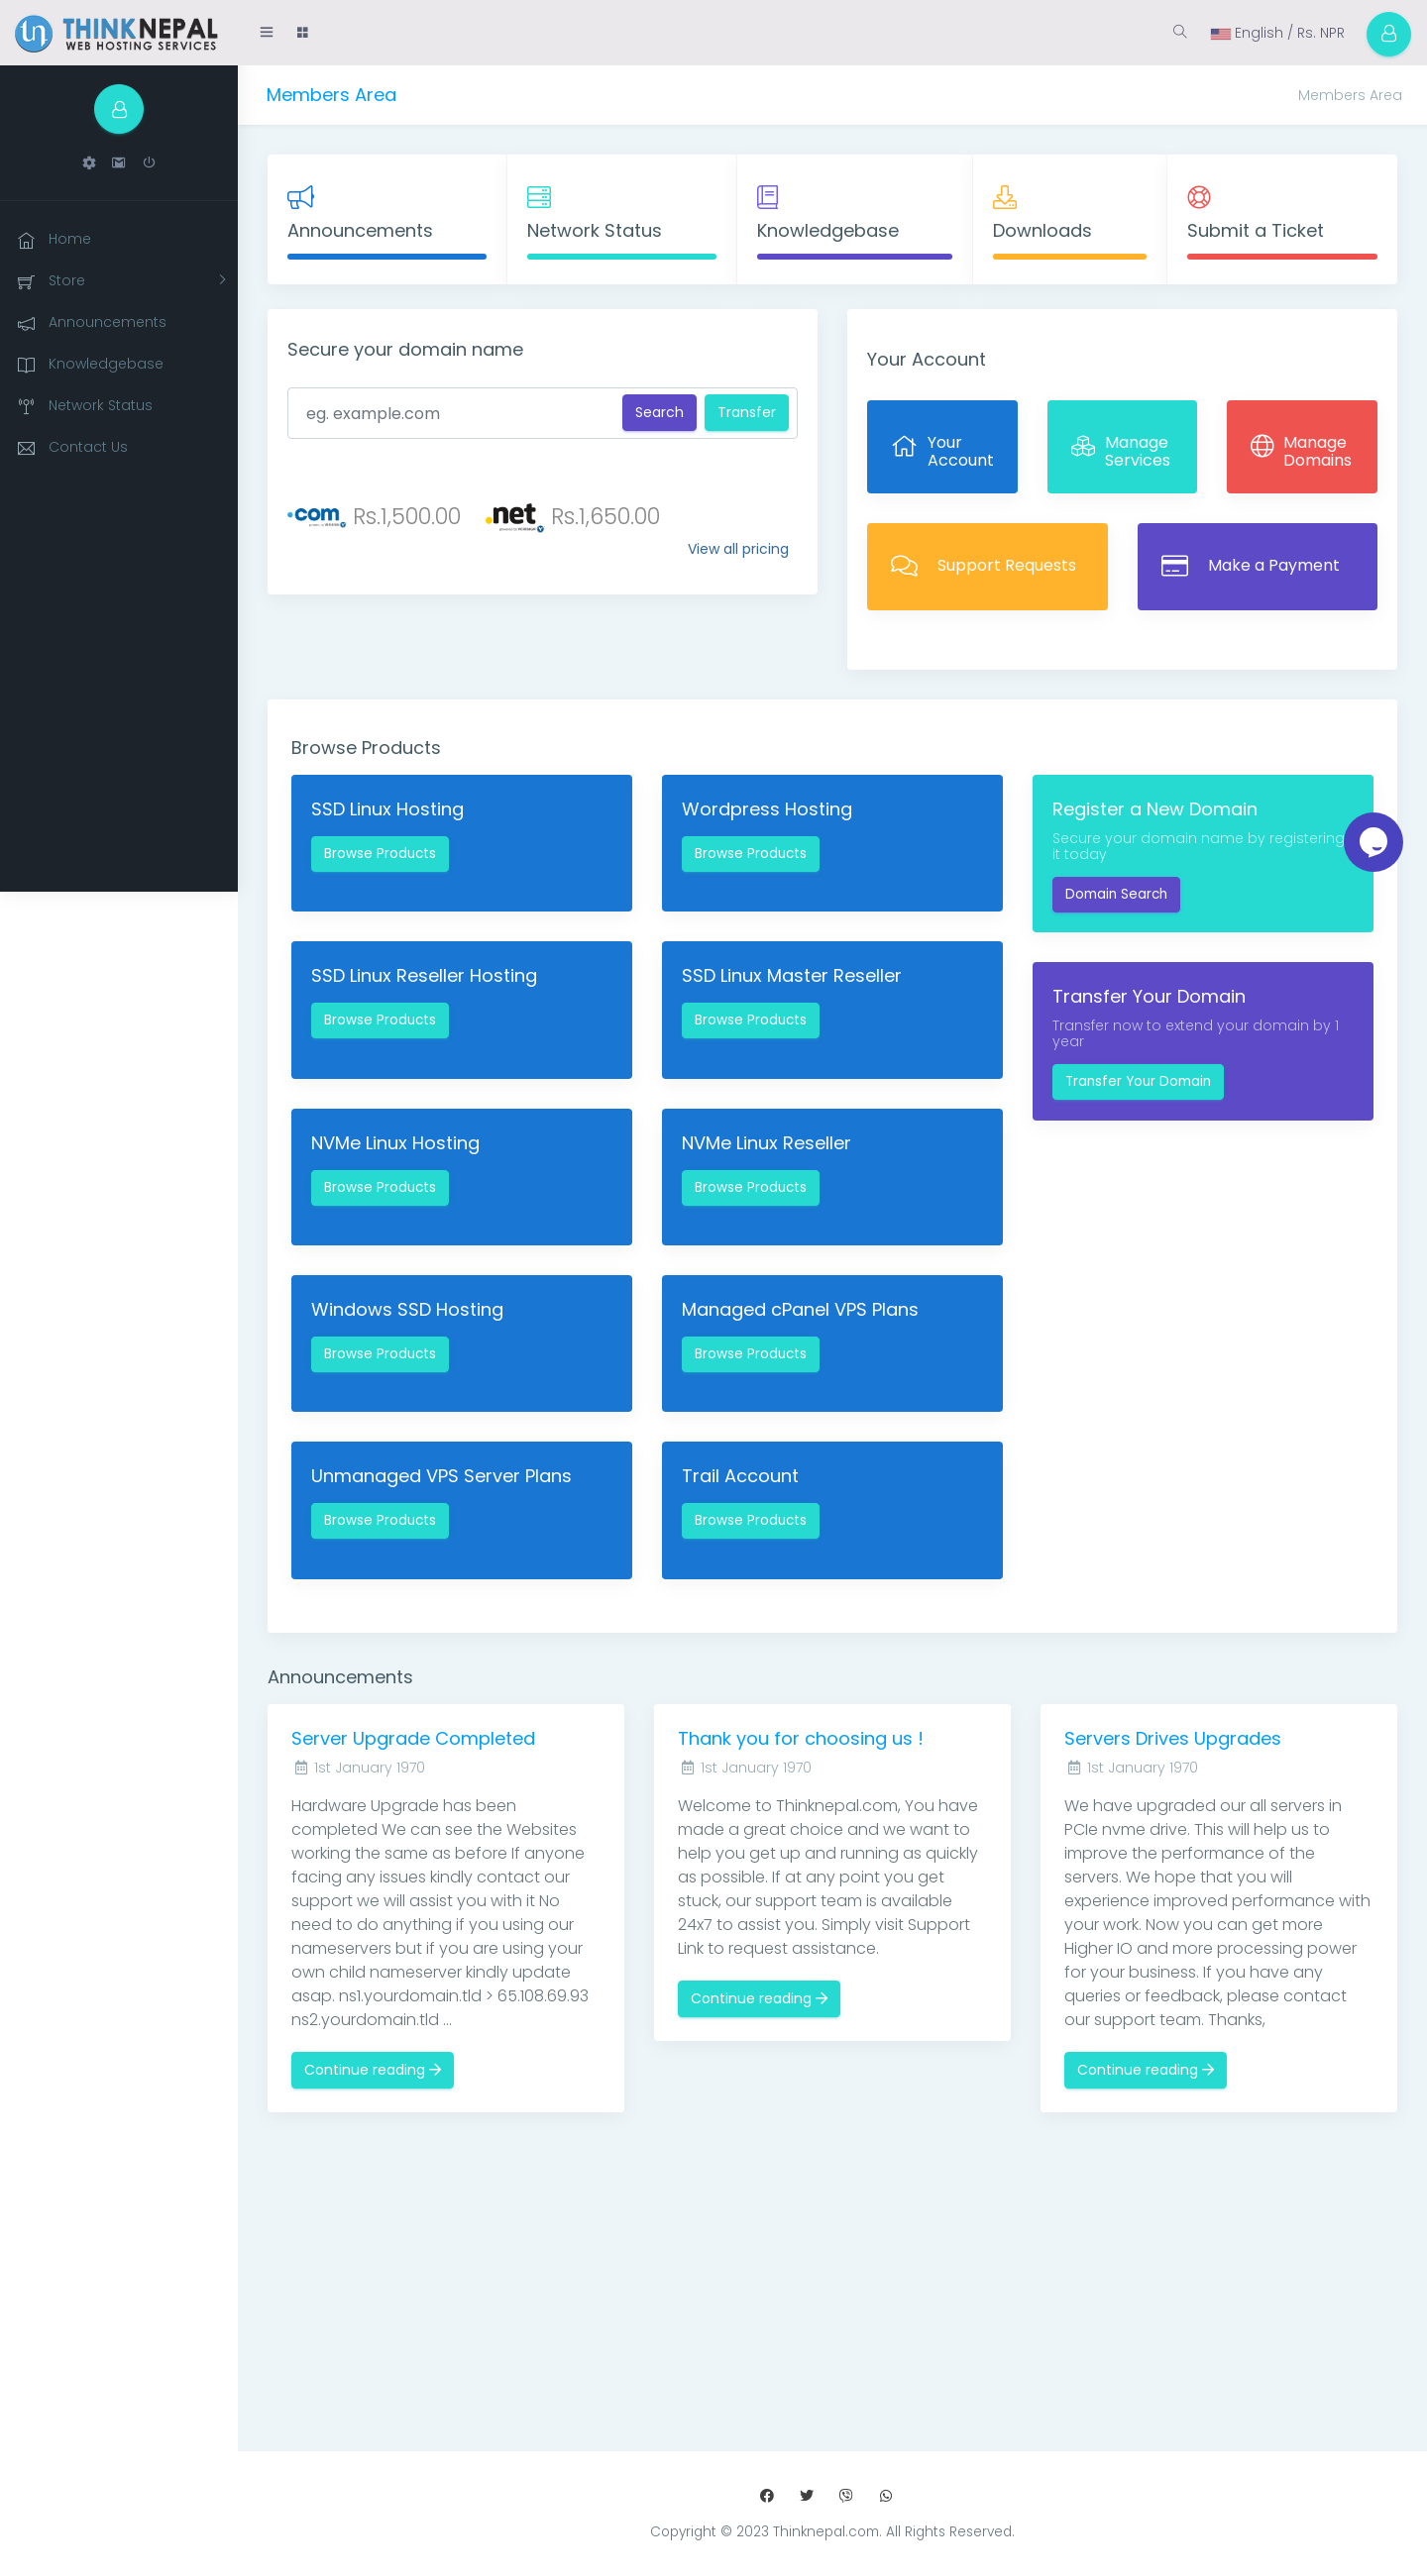 THINKNEPAL
WEB HOSTING SERVICES
English / Rs. NPR
Home
Store
Announcements
Knowledgebase
Network Status
Contact Us
Members Area
Members Area
Announcements
Network Status
Knowledgebase
Downloads
Submit a Ticket
Secure your domain name
eg. example.com
Search
Transfer
.com Rs.1,500.00
.net Rs.1,650.00
View all pricing
Your Account
Your
Account
Manage
Services
Manage
Domains
Support Requests
Make a Payment
Browse Products
SSD Linux Hosting
Browse Products
Wordpress Hosting
Browse Products
Register a New Domain
Secure your domain name by registering
it today
Domain Search
SSD Linux Reseller Hosting
Browse Products
SSD Linux Master Reseller
Browse Products
Transfer Your Domain
Transfer now to extend your domain by 1
year
Transfer Your Domain
NVMe Linux Hosting
Browse Products
NVMe Linux Reseller
Browse Products
Windows SSD Hosting
Browse Products
Managed cPanel VPS Plans
Browse Products
Unmanaged VPS Server Plans
Browse Products
Trail Account
Browse Products
Announcements
Server Upgrade Completed
1st January 1970
Hardware Upgrade has been
completed We can see the Websites
working the same as before If anyone
facing any issues kindly contact our
support we will assist you with it No
need to do anything if you using our
nameservers but if you are using your
own child nameserver kindly update
asap. ns1.yourdomain.tld > 65.108.69.93
ns2.yourdomain.tld ...
Continue reading
Thank you for choosing us !
1st January 1970
Welcome to Thinknepal.com, You have
made a great choice and we want to
help you get up and running as quickly
as possible. If at any point you get
stuck, our support team is available
24x7 to assist you. Simply visit Support
Link to request assistance.
Continue reading
Servers Drives Upgrades
1st January 1970
We have upgraded our all servers in
PCIe nvme drive. This will help us to
improve the performance of the
servers. We hope that you will
experience improved performance with
your work. Now you can get more
Higher IO and more processing power
for your business. If you have any
queries or feedback, please contact
our support team. Thanks,
Continue reading
Copyright © 2023 Thinknepal.com. All Rights Reserved.